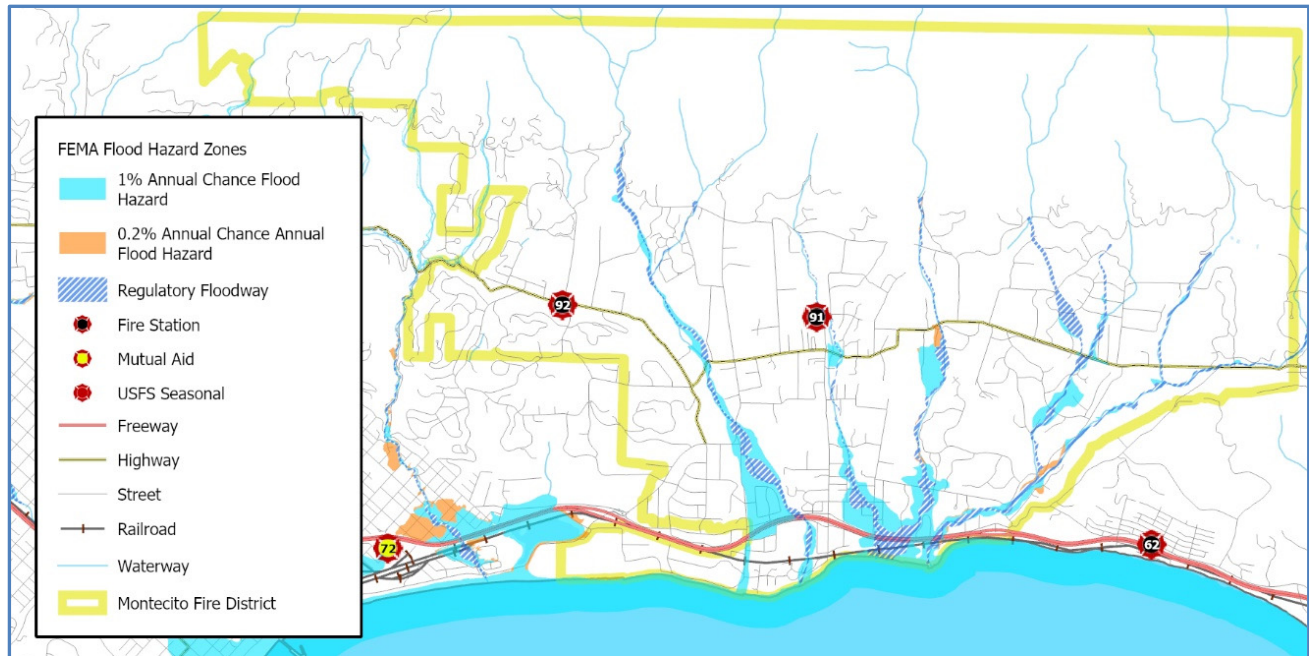 FEMA Flood Hazard Zones
1% Annual Chance Flood
Hazard
0.2% Annual Chance Annual
Flood Hazard
Regulatory Floodway
Fire Station
Mutual Aid
USFS Seasonal
Freeway
Highway
Street
Railroad
Waterway
Montecito Fire District
92
91
72
62